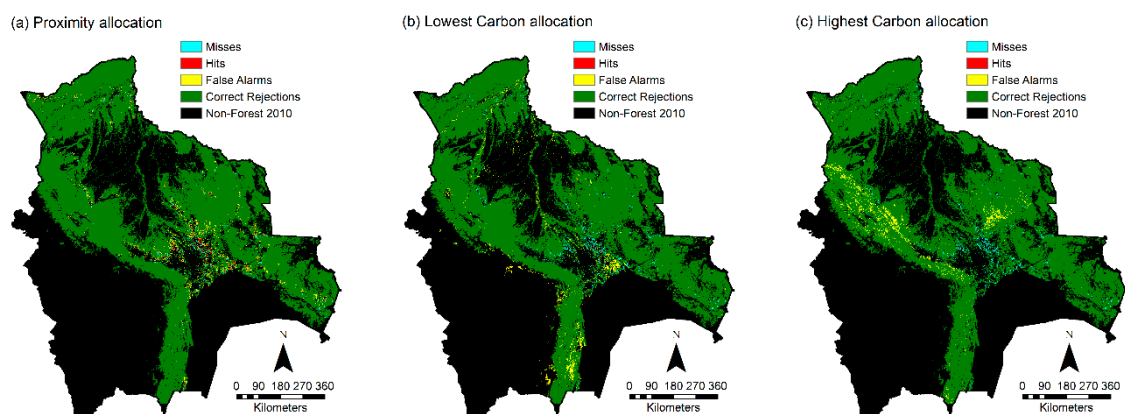 (a) Proximity allocation
Misses
Hits
False Alarms
Correct Rejections
Non-Forest 2010
N
0 90 180 270 360
Kilometers
(b) Lowest Carbon allocation
Misses
Hits
False Alarms
Correct Rejections
Non-Forest 2010
N
0 90 180 270 360
Kilometers
(c) Highest Carbon allocation
Misses
Hits
False Alarms
Correct Rejections
Non-Forest 2010
N
0 90 180 270 360
Kilometers